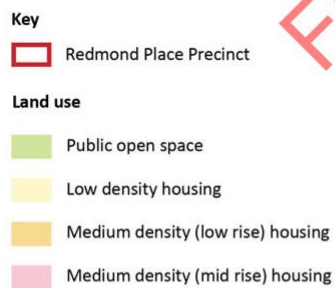 Key
Redmond Place Precinct
Land use
Public open space
Low density housing
Medium density (low rise) housing
Medium density (mid rise) housing